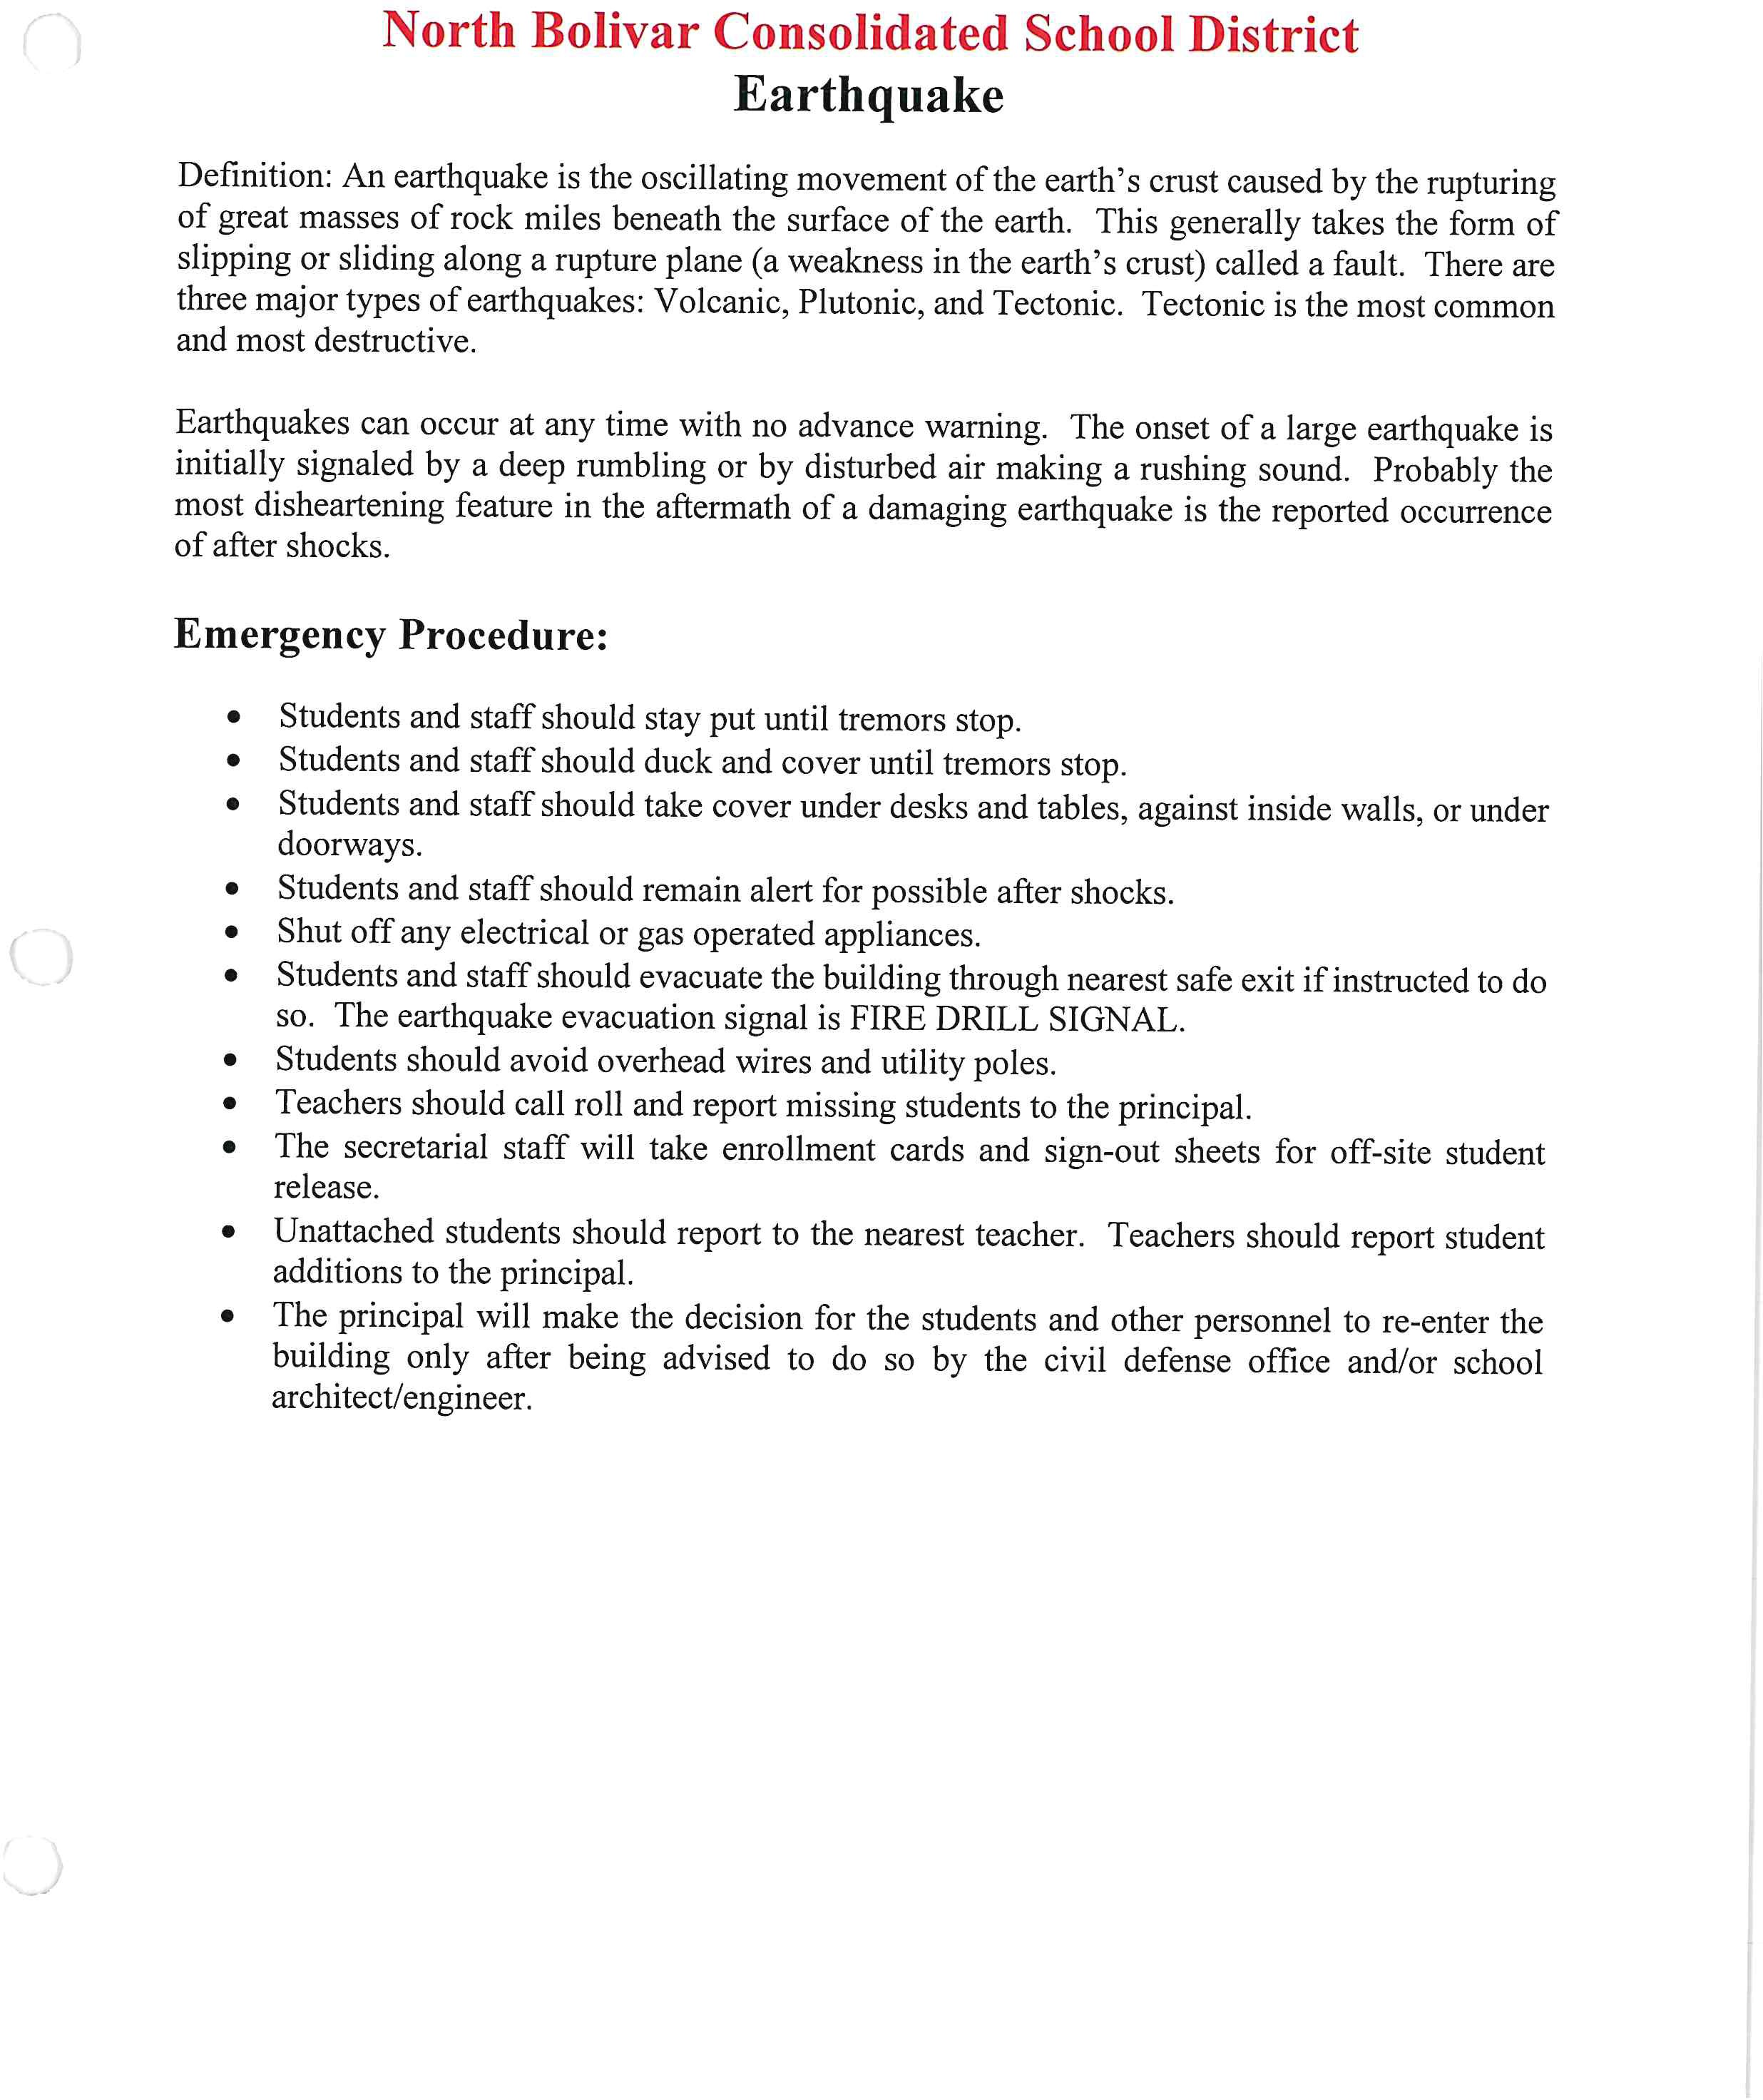 North Bolivar Consolidated School District
Earthquake
Definition: An earthquake is the oscillating movement of the earth's crust caused by the rupturing
of great masses of rock miles beneath the surface of the earth.  This generally takes the form of
slipping or sliding along a rupture plane (a weakness in the earth's crust) called a fault.  There are
three major types of earthquakes: Volcanic, Plutonic, and Tectonic.  Tectonic is the most common
and most destructive.
Earthquakes can occur at any time with no advance warning.  The onset of a large earthquake is
initially signaled by a deep rumbling or by disturbed air making a rushing sound.  Probably the
most disheartening feature in the aftermath of a damaging earthquake is the reported occurrence
of after shocks.
Emergency Procedure:
• Students and staff should stay put until tremors stop.
• Students and staff should duck and cover until tremors stop.
• Students and staff should take cover under desks and tables, against inside walls, or under
doorways.
• Students and staff should remain alert for possible after shocks.
• Shut off any electrical or gas operated appliances.
• Students and staff should evacuate the building through nearest safe exit if instructed to do
so.  The earthquake evacuation signal is FIRE DRILL SIGNAL.
• Students should avoid overhead wires and utility poles.
• Teachers should call roll and report missing students to the principal.
• The secretarial staff will take enrollment cards and sign-out sheets for off-site student
release.
• Unattached students should report to the nearest teacher.  Teachers should report student
additions to the principal.
• The principal will make the decision for the students and other personnel to re-enter the
building only after being advised to do so by the civil defense office and/or school
architect/engineer.